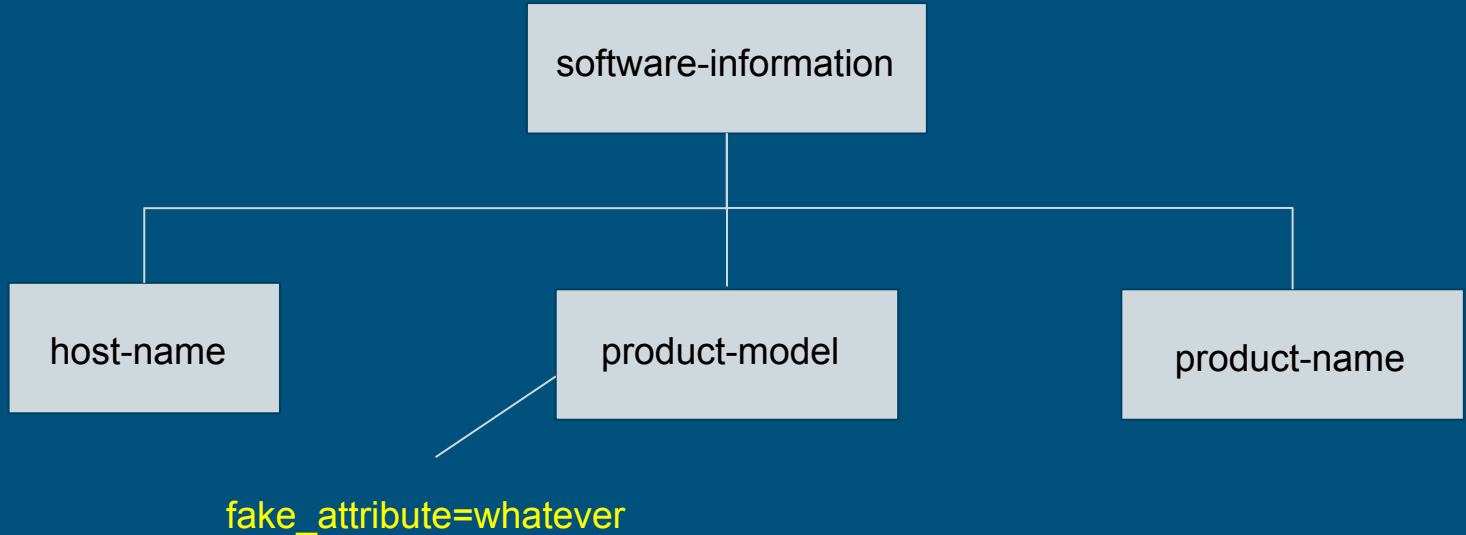 software-information
host-name
product-model
product-name
fake_attribute=whatever